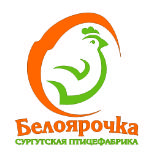 Белоярочка
СУРГУТСКАЯ ПТИЦЕФАБРИКА